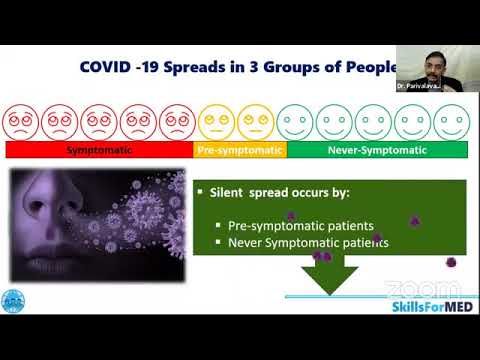 COVID -19 Spreads in 3 Groups of People
Dr. Parivalava...
Symptomatic
Pre-symptomatic
Never-Symptomatic
Silent spread occurs by:
Pre-symptomatic patients
Never Symptomatic patients
zoom
SkillsForMED